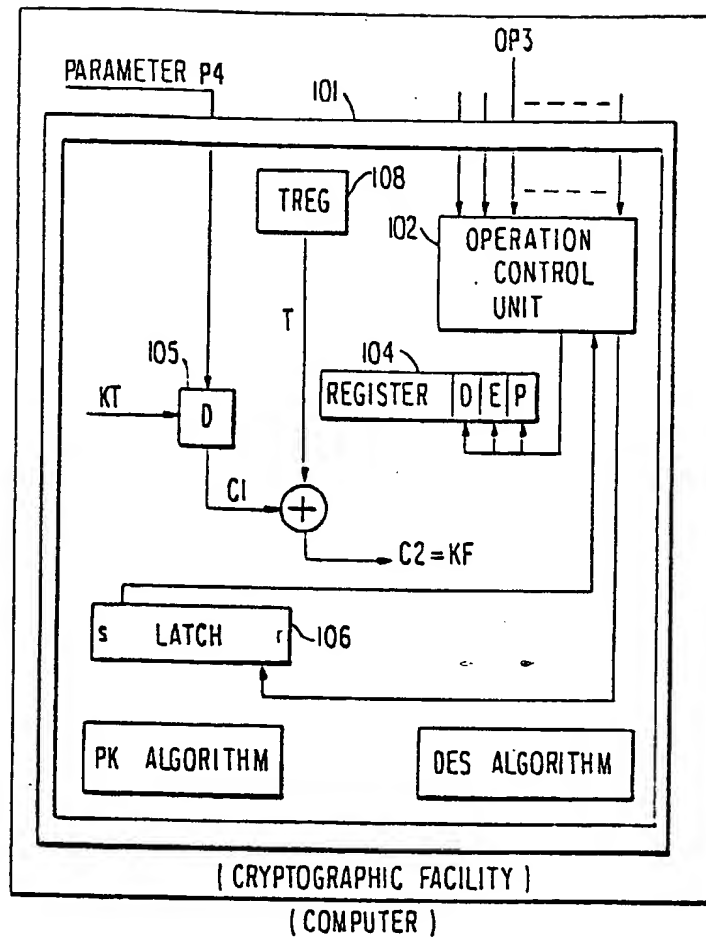 OP3
PARAMETER P4
101
TREG
108
102
OPERATION
CONTROL
UNIT
T
105
104
KT
D
REGISTER D E P
C1
+
C2=KF
S LATCH r
106
PK ALGORITHM
DES ALGORITHM
(CRYPTOGRAPHIC FACILITY)
(COMPUTER)